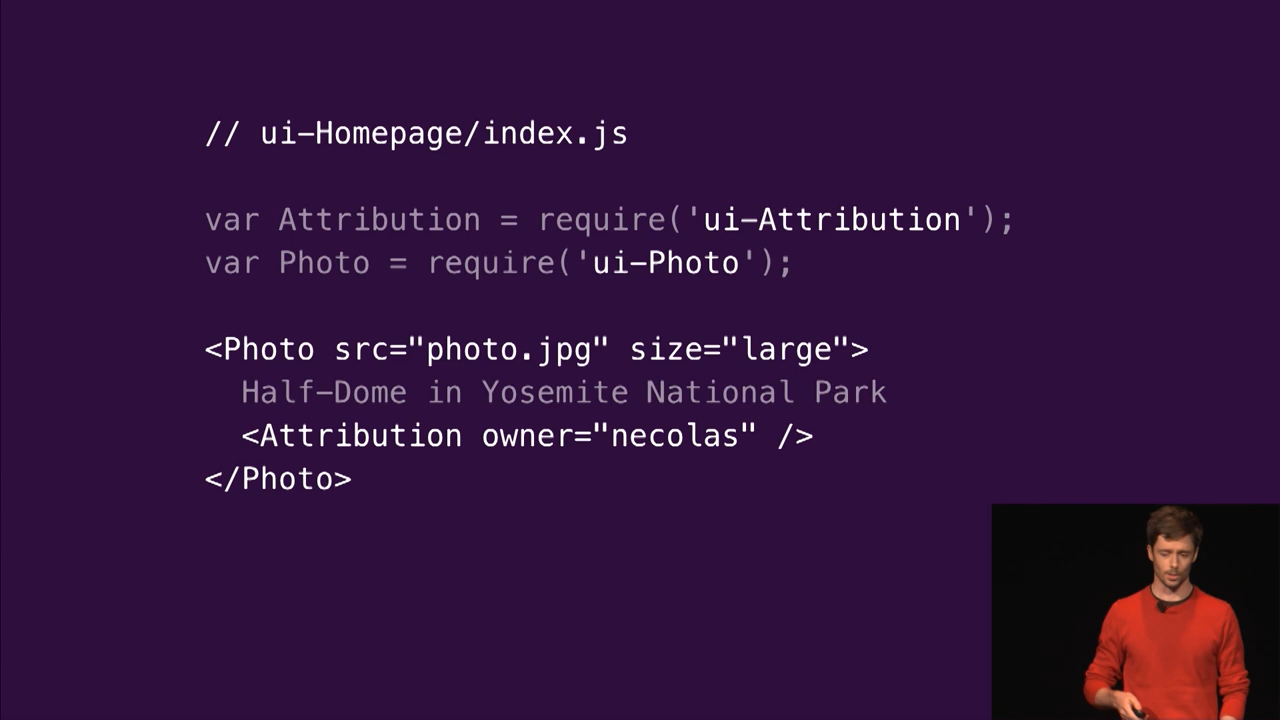 // ui-Homepage/index.js
var Attribution = require('ui-Attribution');
var Photo = require('ui-Photo');
<Photo src="photo.jpg" size="large">
Half-Dome in Yosemite National Park
<Attribution owner="necolas" />
</Photo>